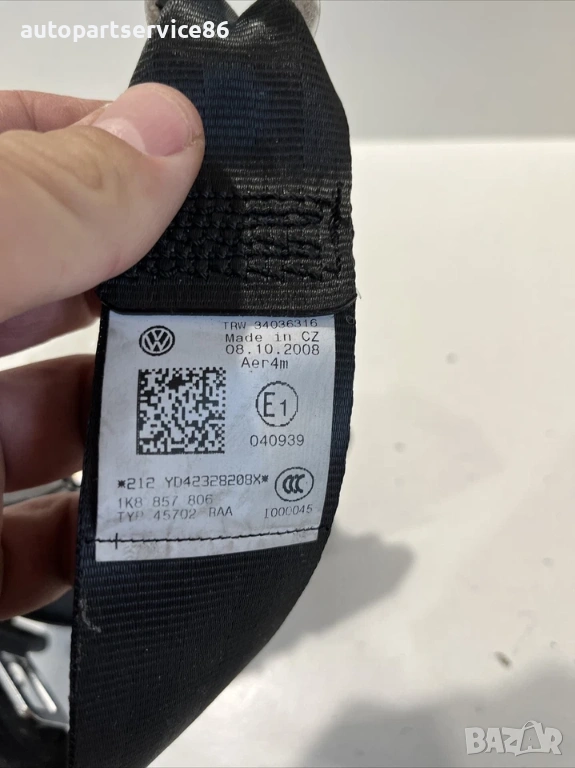 autopartservice86
TRW 34036316
Made in CZ
08.10.2008
Aer4m
E1
040939
*212 YD42328208X*
1K8 857 806
TYP 45702 RAA
I000045
BAZAR